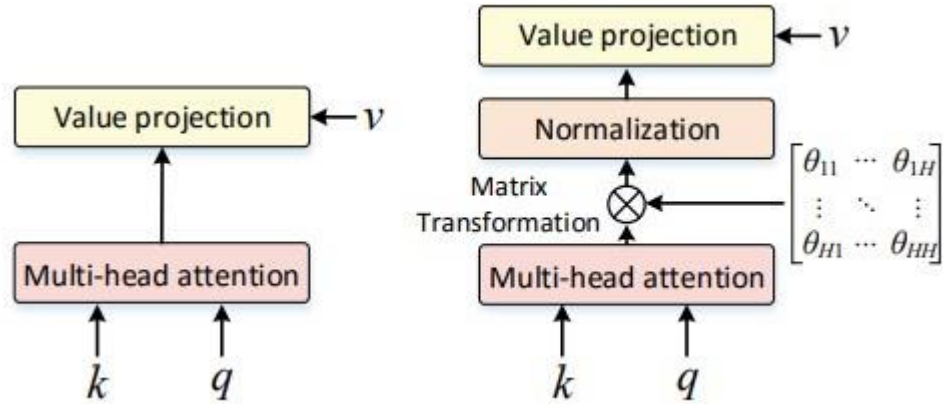 Value projection
v
Multi-head attention
k q
Value projection
v
Normalization
Matrix
Transformation
θ11 ⋯ θ1H
⋮ ⋱ ⋮
θH1 ⋯ θHH
Multi-head attention
k q